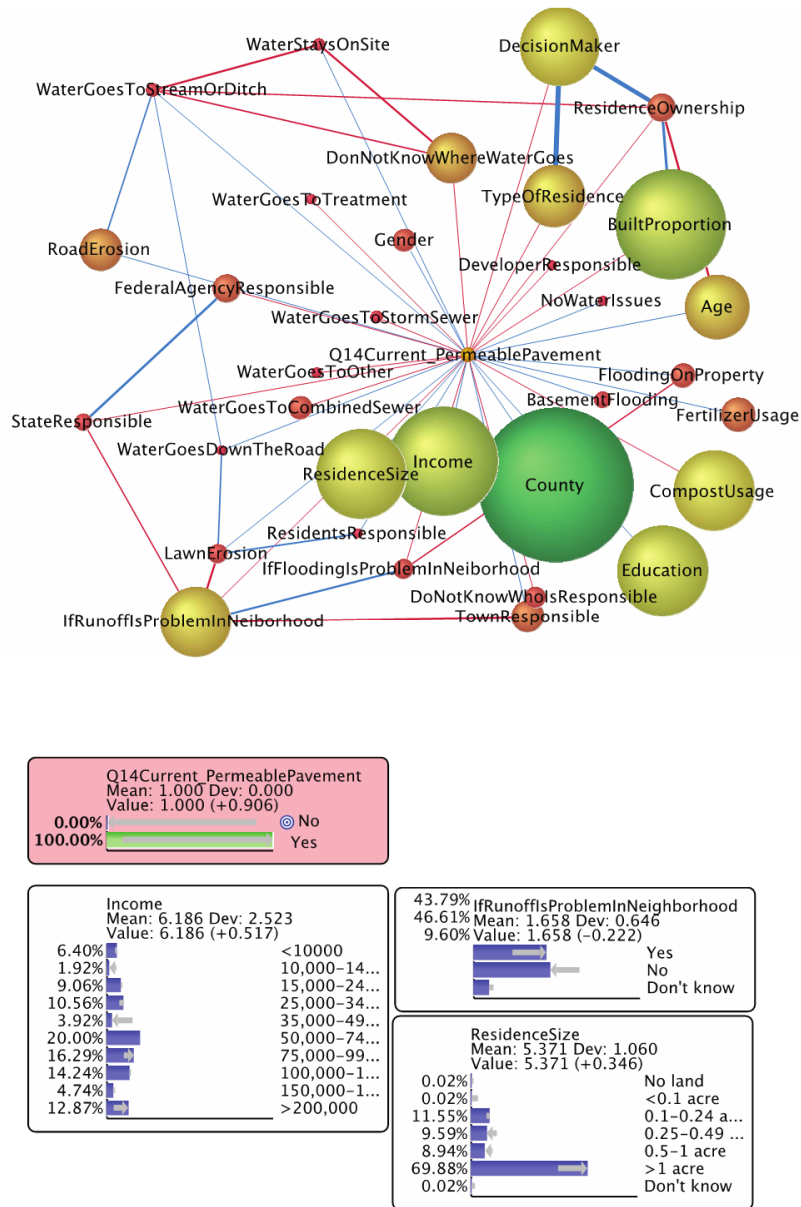 WaterStaysOnSite
DecisionMaker
WaterGoesToStreamOrDitch
ResidenceOwnership
DonNotKnowWhereWaterGoes
WaterGoesToTreatment
TypeOfResidence
BuiltProportion
Gender
RoadErosion
DeveloperResponsible
FederalAgencyResponsible
NoWaterIssues
Age
WaterGoesToStormSewer
Q14Current_PermeablePavement
WaterGoesToOther
FloodingOnProperty
BasementFlooding
WaterGoesToCombinedSewer
FertilizerUsage
StateResponsible
WaterGoesDownTheRoad
ResidenceSize
Income
County
CompostUsage
ResidentsResponsible
LawnErosion
IfFloodingIsProblemInNeiborhood
Education
DoNotKnowWhoIsResponsible
TownResponsible
IfRunoffIsProblemInNeiborhood
Q14Current_PermeablePavement
Mean: 1.000 Dev: 0.000
Value: 1.000 (+0.906)
0.00% No
100.00% Yes
Income
Mean: 6.186 Dev: 2.523
Value: 6.186 (+0.517)
6.40% <10000
1.92% 10,000-14...
9.06% 15,000-24...
10.56% 25,000-34...
3.92% 35,000-49...
20.00% 50,000-74...
16.29% 75,000-99...
14.24% 100,000-1...
4.74% 150,000-1...
12.87% >200,000
43.79% IfRunoffIsProblemInNeighborhood
46.61% Mean: 1.658 Dev: 0.646
9.60% Value: 1.658 (-0.222)
Yes
No
Don't know
ResidenceSize
Mean: 5.371 Dev: 1.060
Value: 5.371 (+0.346)
0.02% No land
0.02% <0.1 acre
11.55% 0.1-0.24 a...
9.59% 0.25-0.49 ...
8.94% 0.5-1 acre
69.88% >1 acre
0.02% Don't know